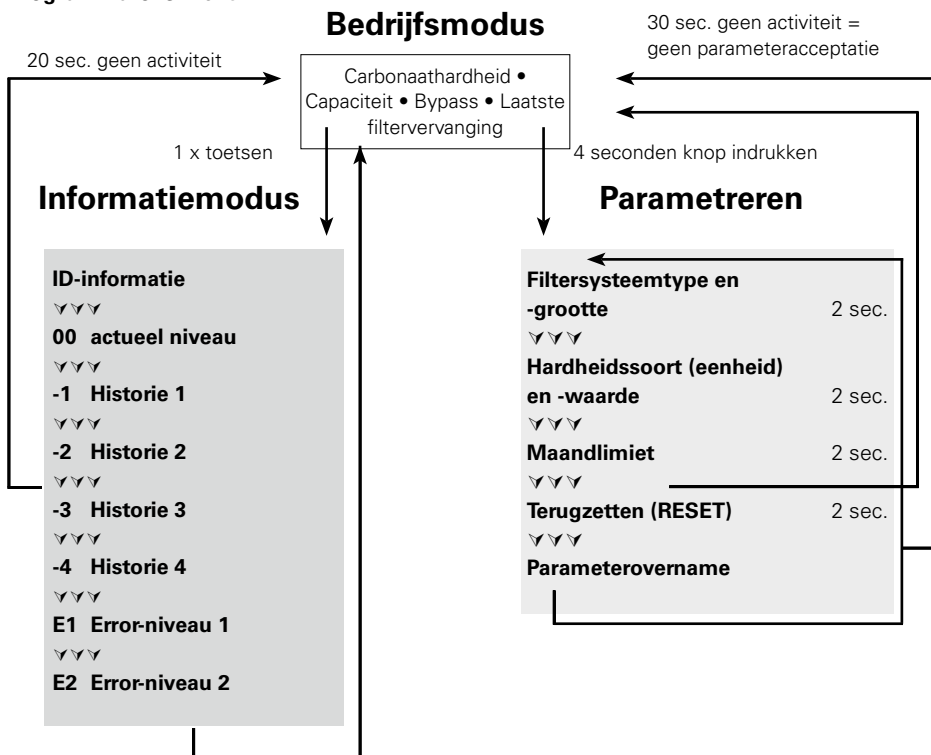 Bedrijfsmodus
30 sec. geen activiteit =
geen parameteracceptatie
20 sec. geen activiteit
Carbonaathardheid •
Capaciteit • Bypass • Laatste
filtervervanging
1 x toetsen
4 seconden knop indrukken
Informatiemodus
ID-informatie
00 actueel niveau
-1 Historie 1
-2 Historie 2
-3 Historie 3
-4 Historie 4
E1 Error-niveau 1
E2 Error-niveau 2
Parametreren
Filtersysteemtype en
-grootte 2 sec.
Hardheidssoort (eenheid)
en -waarde 2 sec.
Maandlimiet 2 sec.
Terugzetten (RESET) 2 sec.
Parameterovername